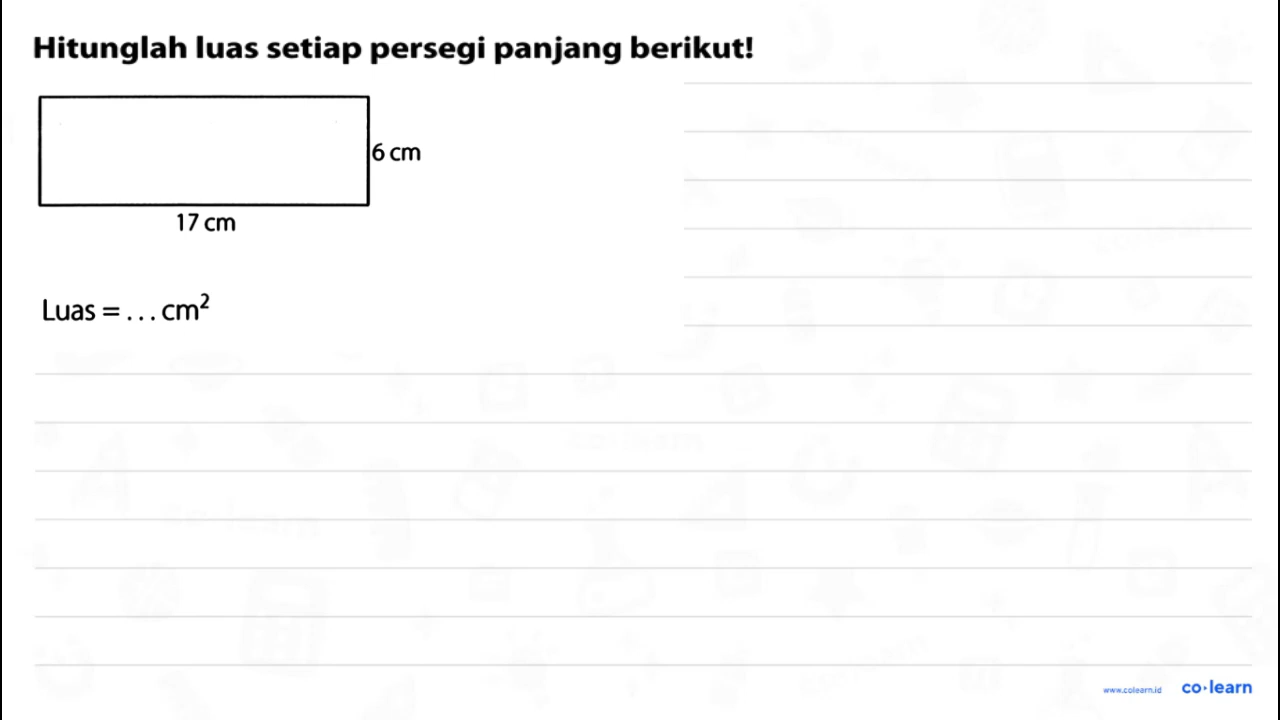 Hitunglah luas setiap persegi panjang berikut!
6 cm
17 cm
Luas = . . . cm²
www.colearn.id co·learn